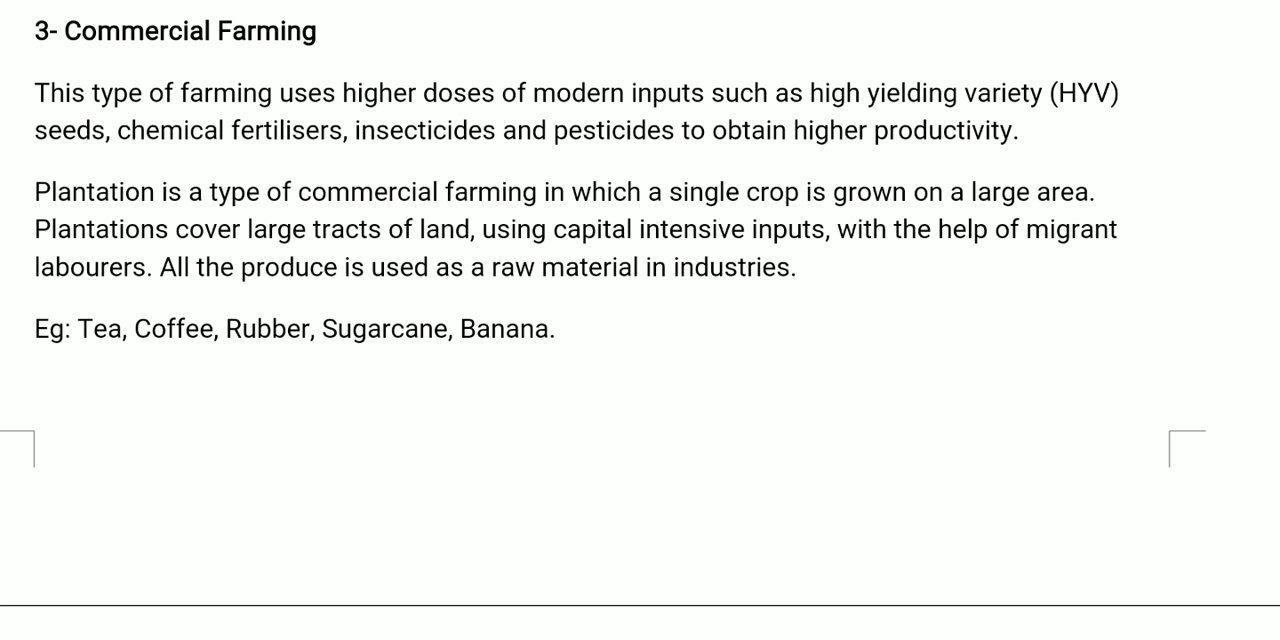 3- Commercial Farming
This type of farming uses higher doses of modern inputs such as high yielding variety (HYV)
seeds, chemical fertilisers, insecticides and pesticides to obtain higher productivity.
Plantation is a type of commercial farming in which a single crop is grown on a large area.
Plantations cover large tracts of land, using capital intensive inputs, with the help of migrant
labourers. All the produce is used as a raw material in industries.
Eg: Tea, Coffee, Rubber, Sugarcane, Banana.